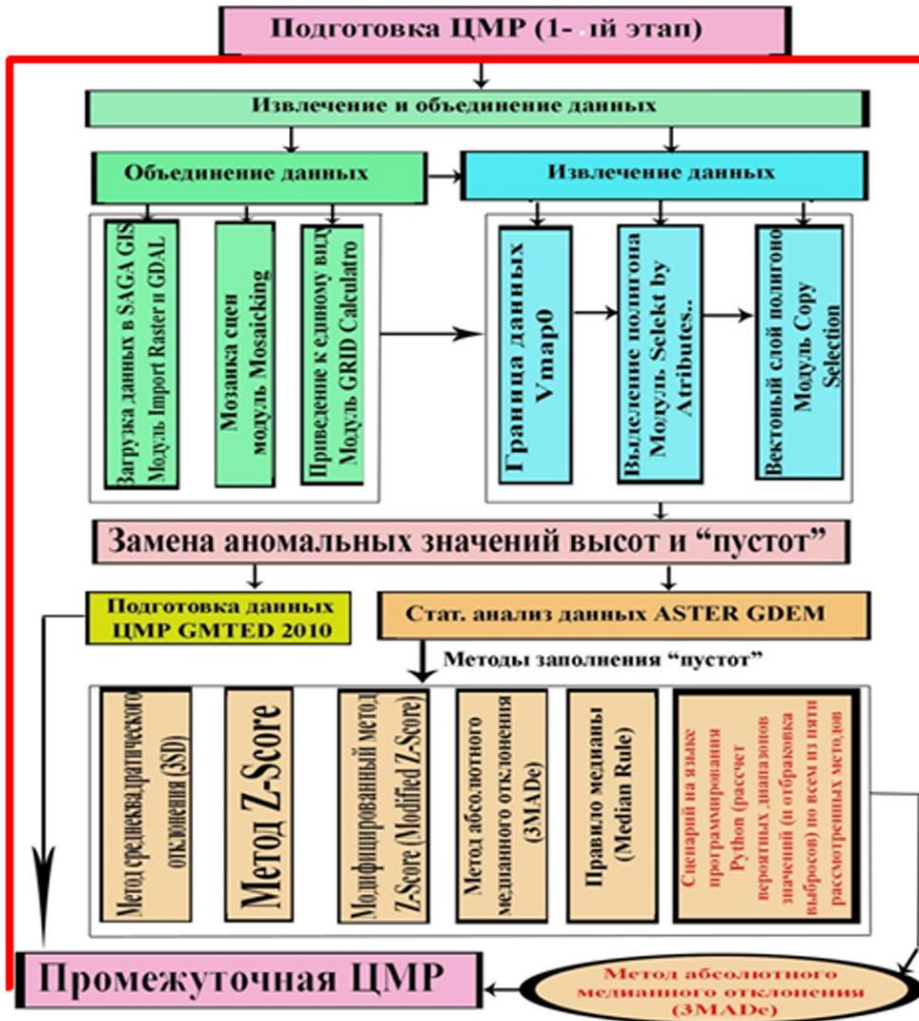 Подготовка ЦМР (1- ый этап)
Извлечение и объединение данных
Объединение данных
Извлечение данных
Загрузка данных в SAGA GIS
Модуль Import Raster и GDAL
Мозаика сцен
модуль Mosaicking
Приведение к единому виду
Модуль GRID Calculatro
Граница данных
Vmap0
Выделение полигона
Модуль Selekt by
Atributes..
Вектоный слой полигоно
Модуль Copy
Selection
Замена аномальных значений высот и “пустот”
Подготовка данных
ЦМР GMTED 2010
Стат. анализ данных ASTER GDEM
Методы заполнения “пустот”
Метод среднеквадратического
отклонения (3SD)
Метод Z-Score
Модифицированный метод
Z-Score (Modified Z-Score)
Метод абсолютного
медианного отклонения
(3MADe)
Правило медианы
(Median Rule)
Сценарий на языке
программирования
Python (рассчет
вероятных диапазонов
значений (и отбраковка
выбросов) по всем из пяти
рассмотренных методов
Метод абсолютного
медианного отклонения
(3MADe)
Промежуточная ЦМР